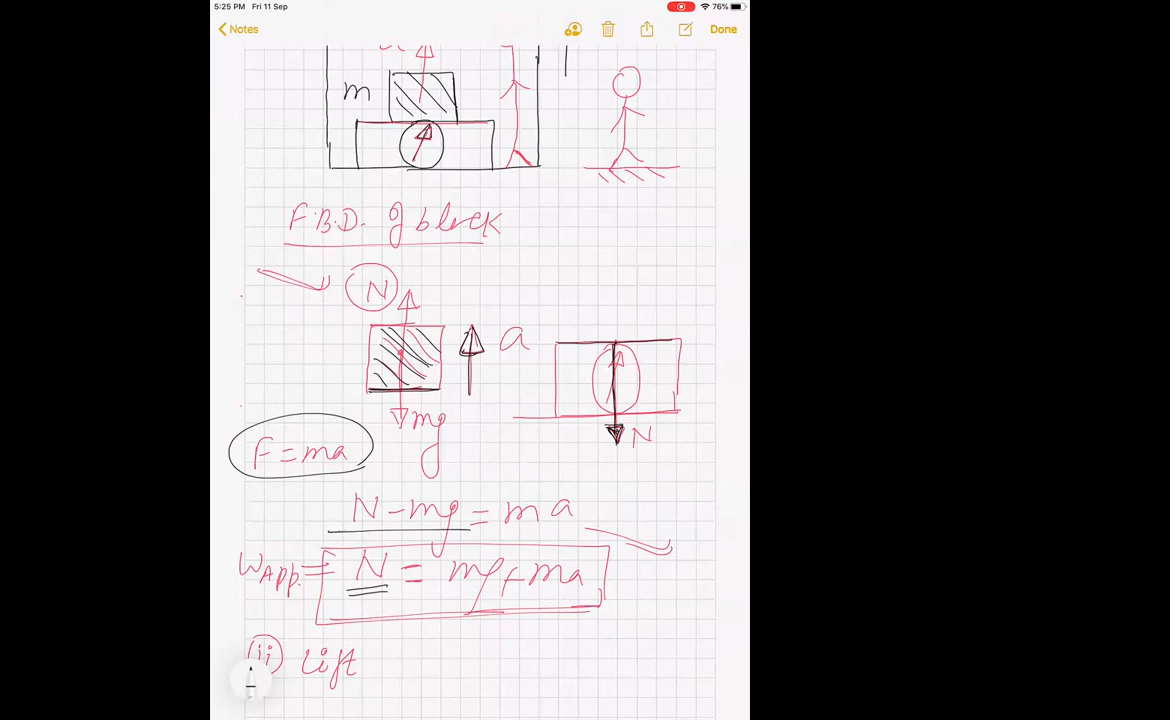 5:25 PM Fri 11 Sep
76%
Notes
Done
m
F.B.D. of block
N
a
mg
N
F = ma
N - mg = ma
WApp. = N = mg + ma
(ii) Lift